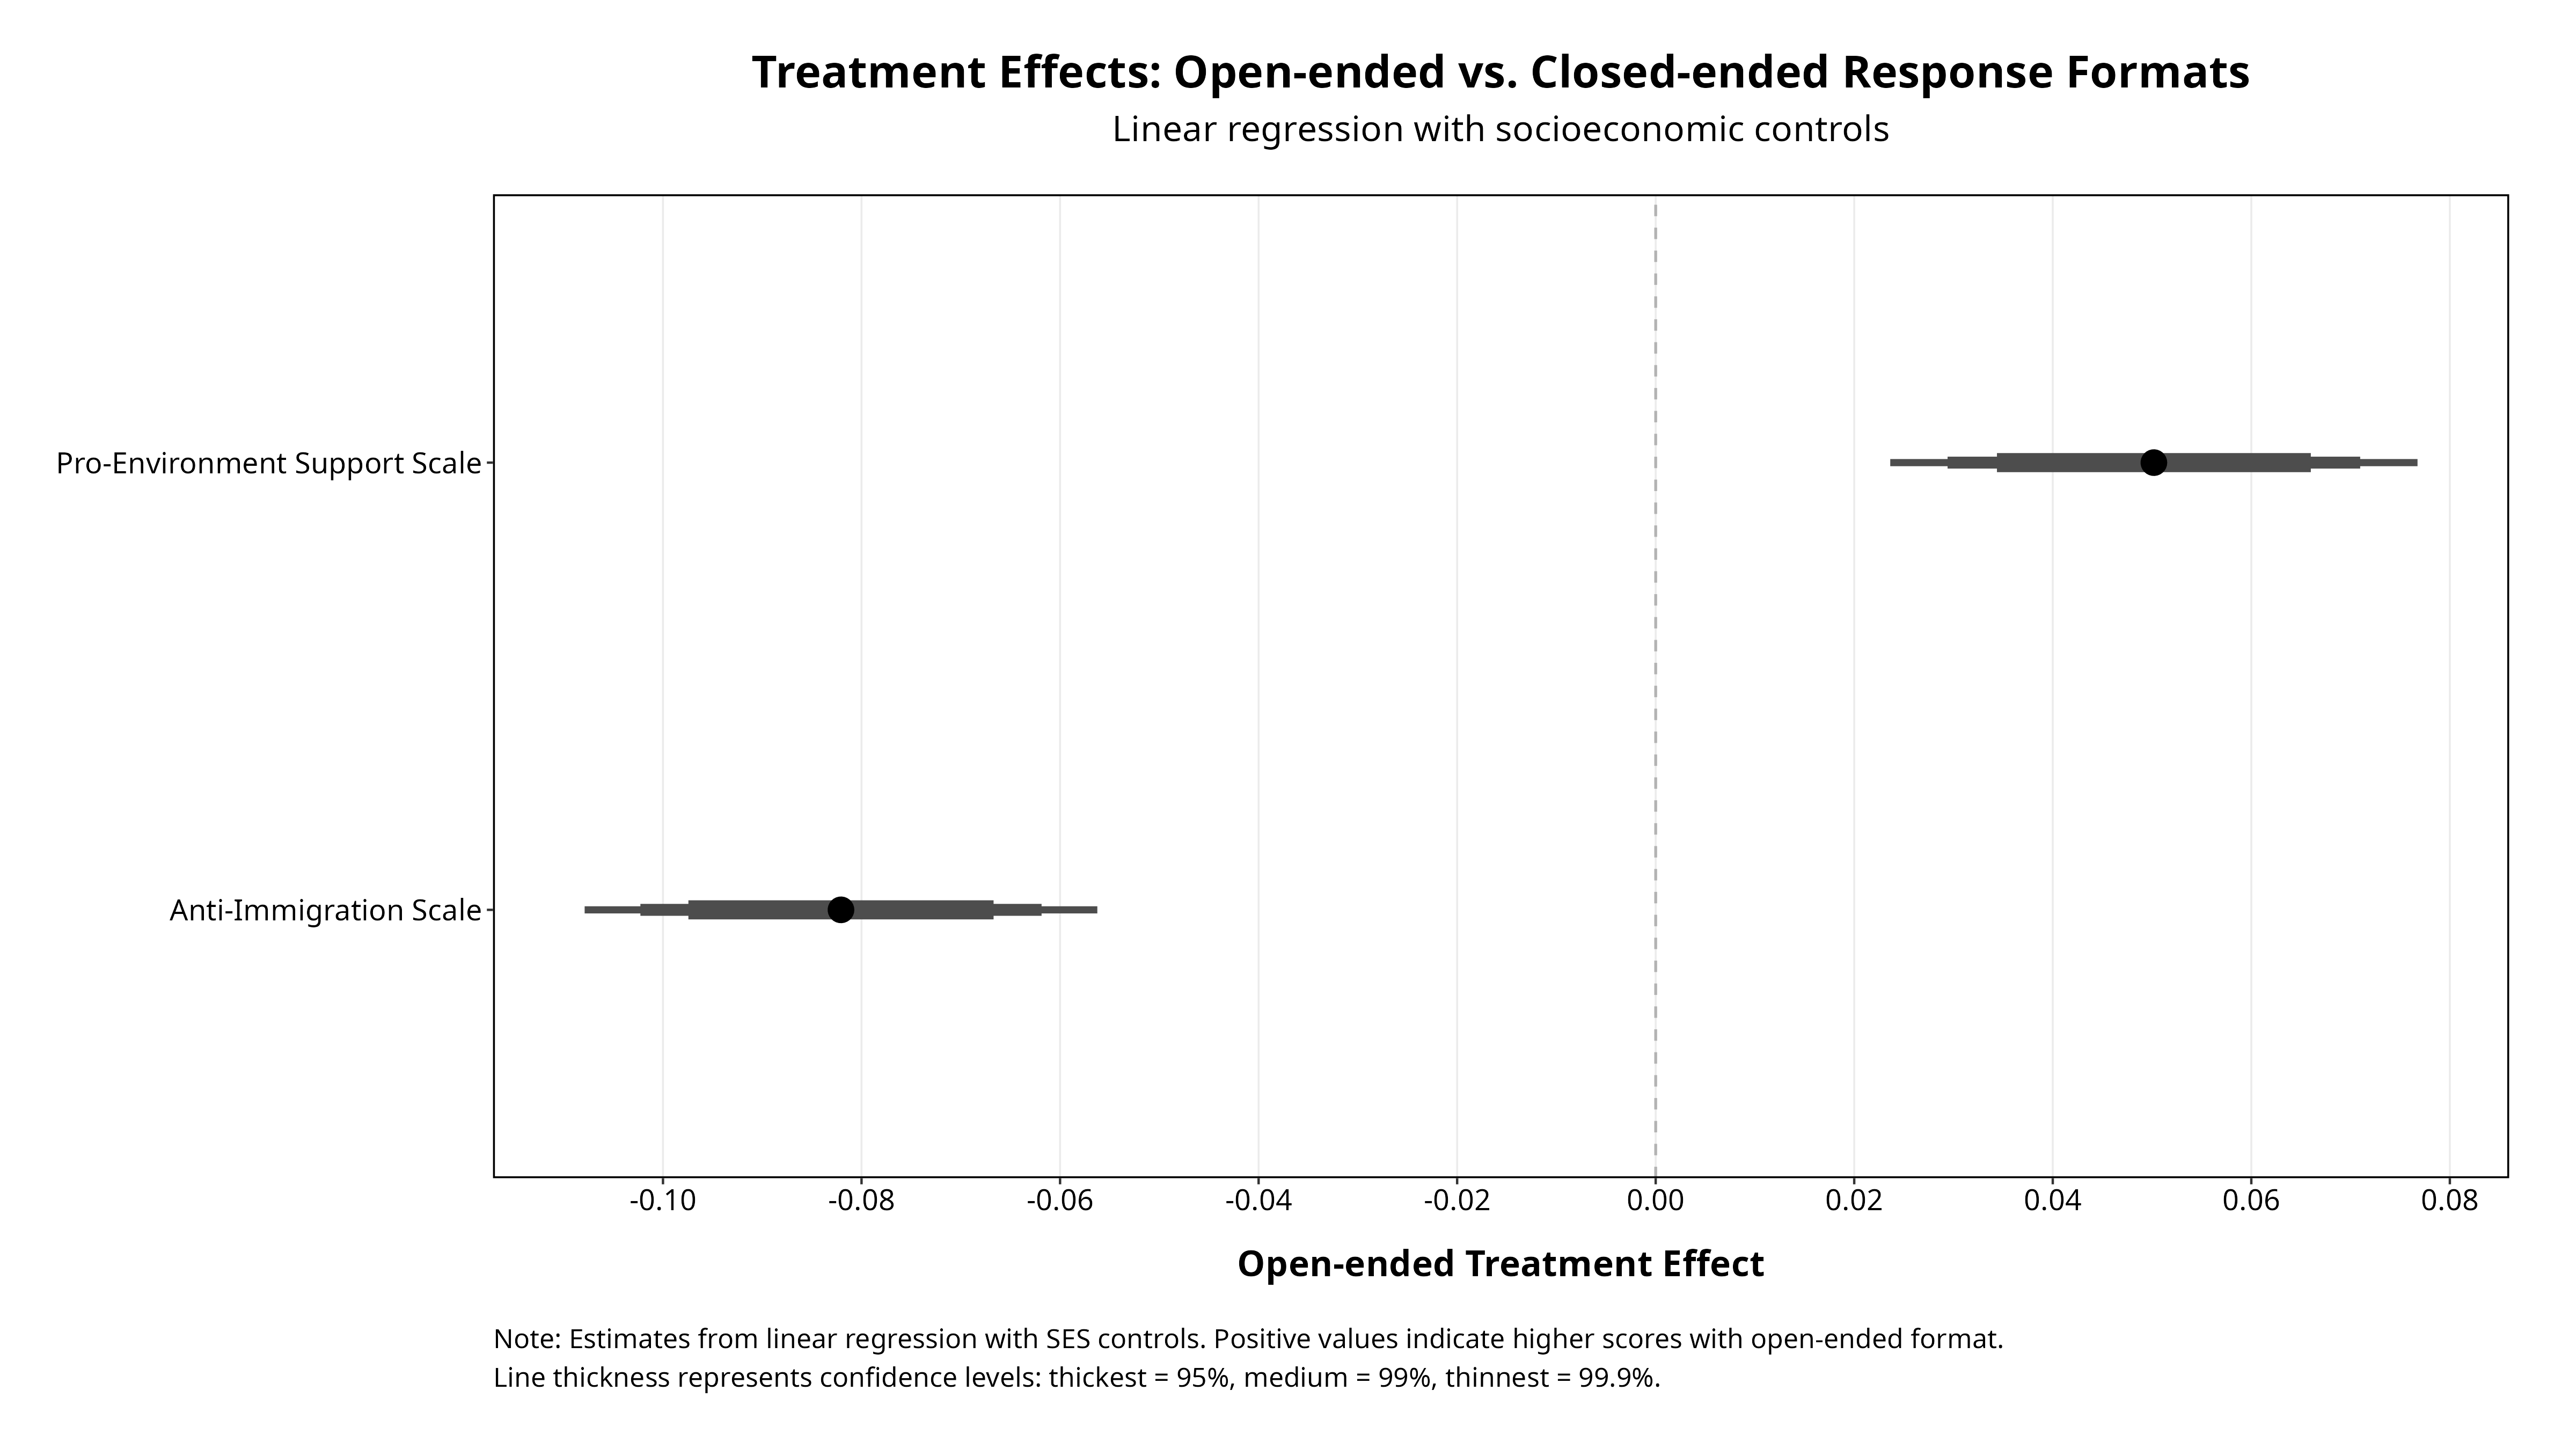 Treatment Effects: Open-ended vs. Closed-ended Response Formats
Linear regression with socioeconomic controls
Pro-Environment Support Scale
Anti-Immigration Scale
-0.10 -0.08 -0.06 -0.04 -0.02 0.00 0.02 0.04 0.06 0.08
Open-ended Treatment Effect
Note: Estimates from linear regression with SES controls. Positive values indicate higher scores with open-ended format.
Line thickness represents confidence levels: thickest = 95%, medium = 99%, thinnest = 99.9%.